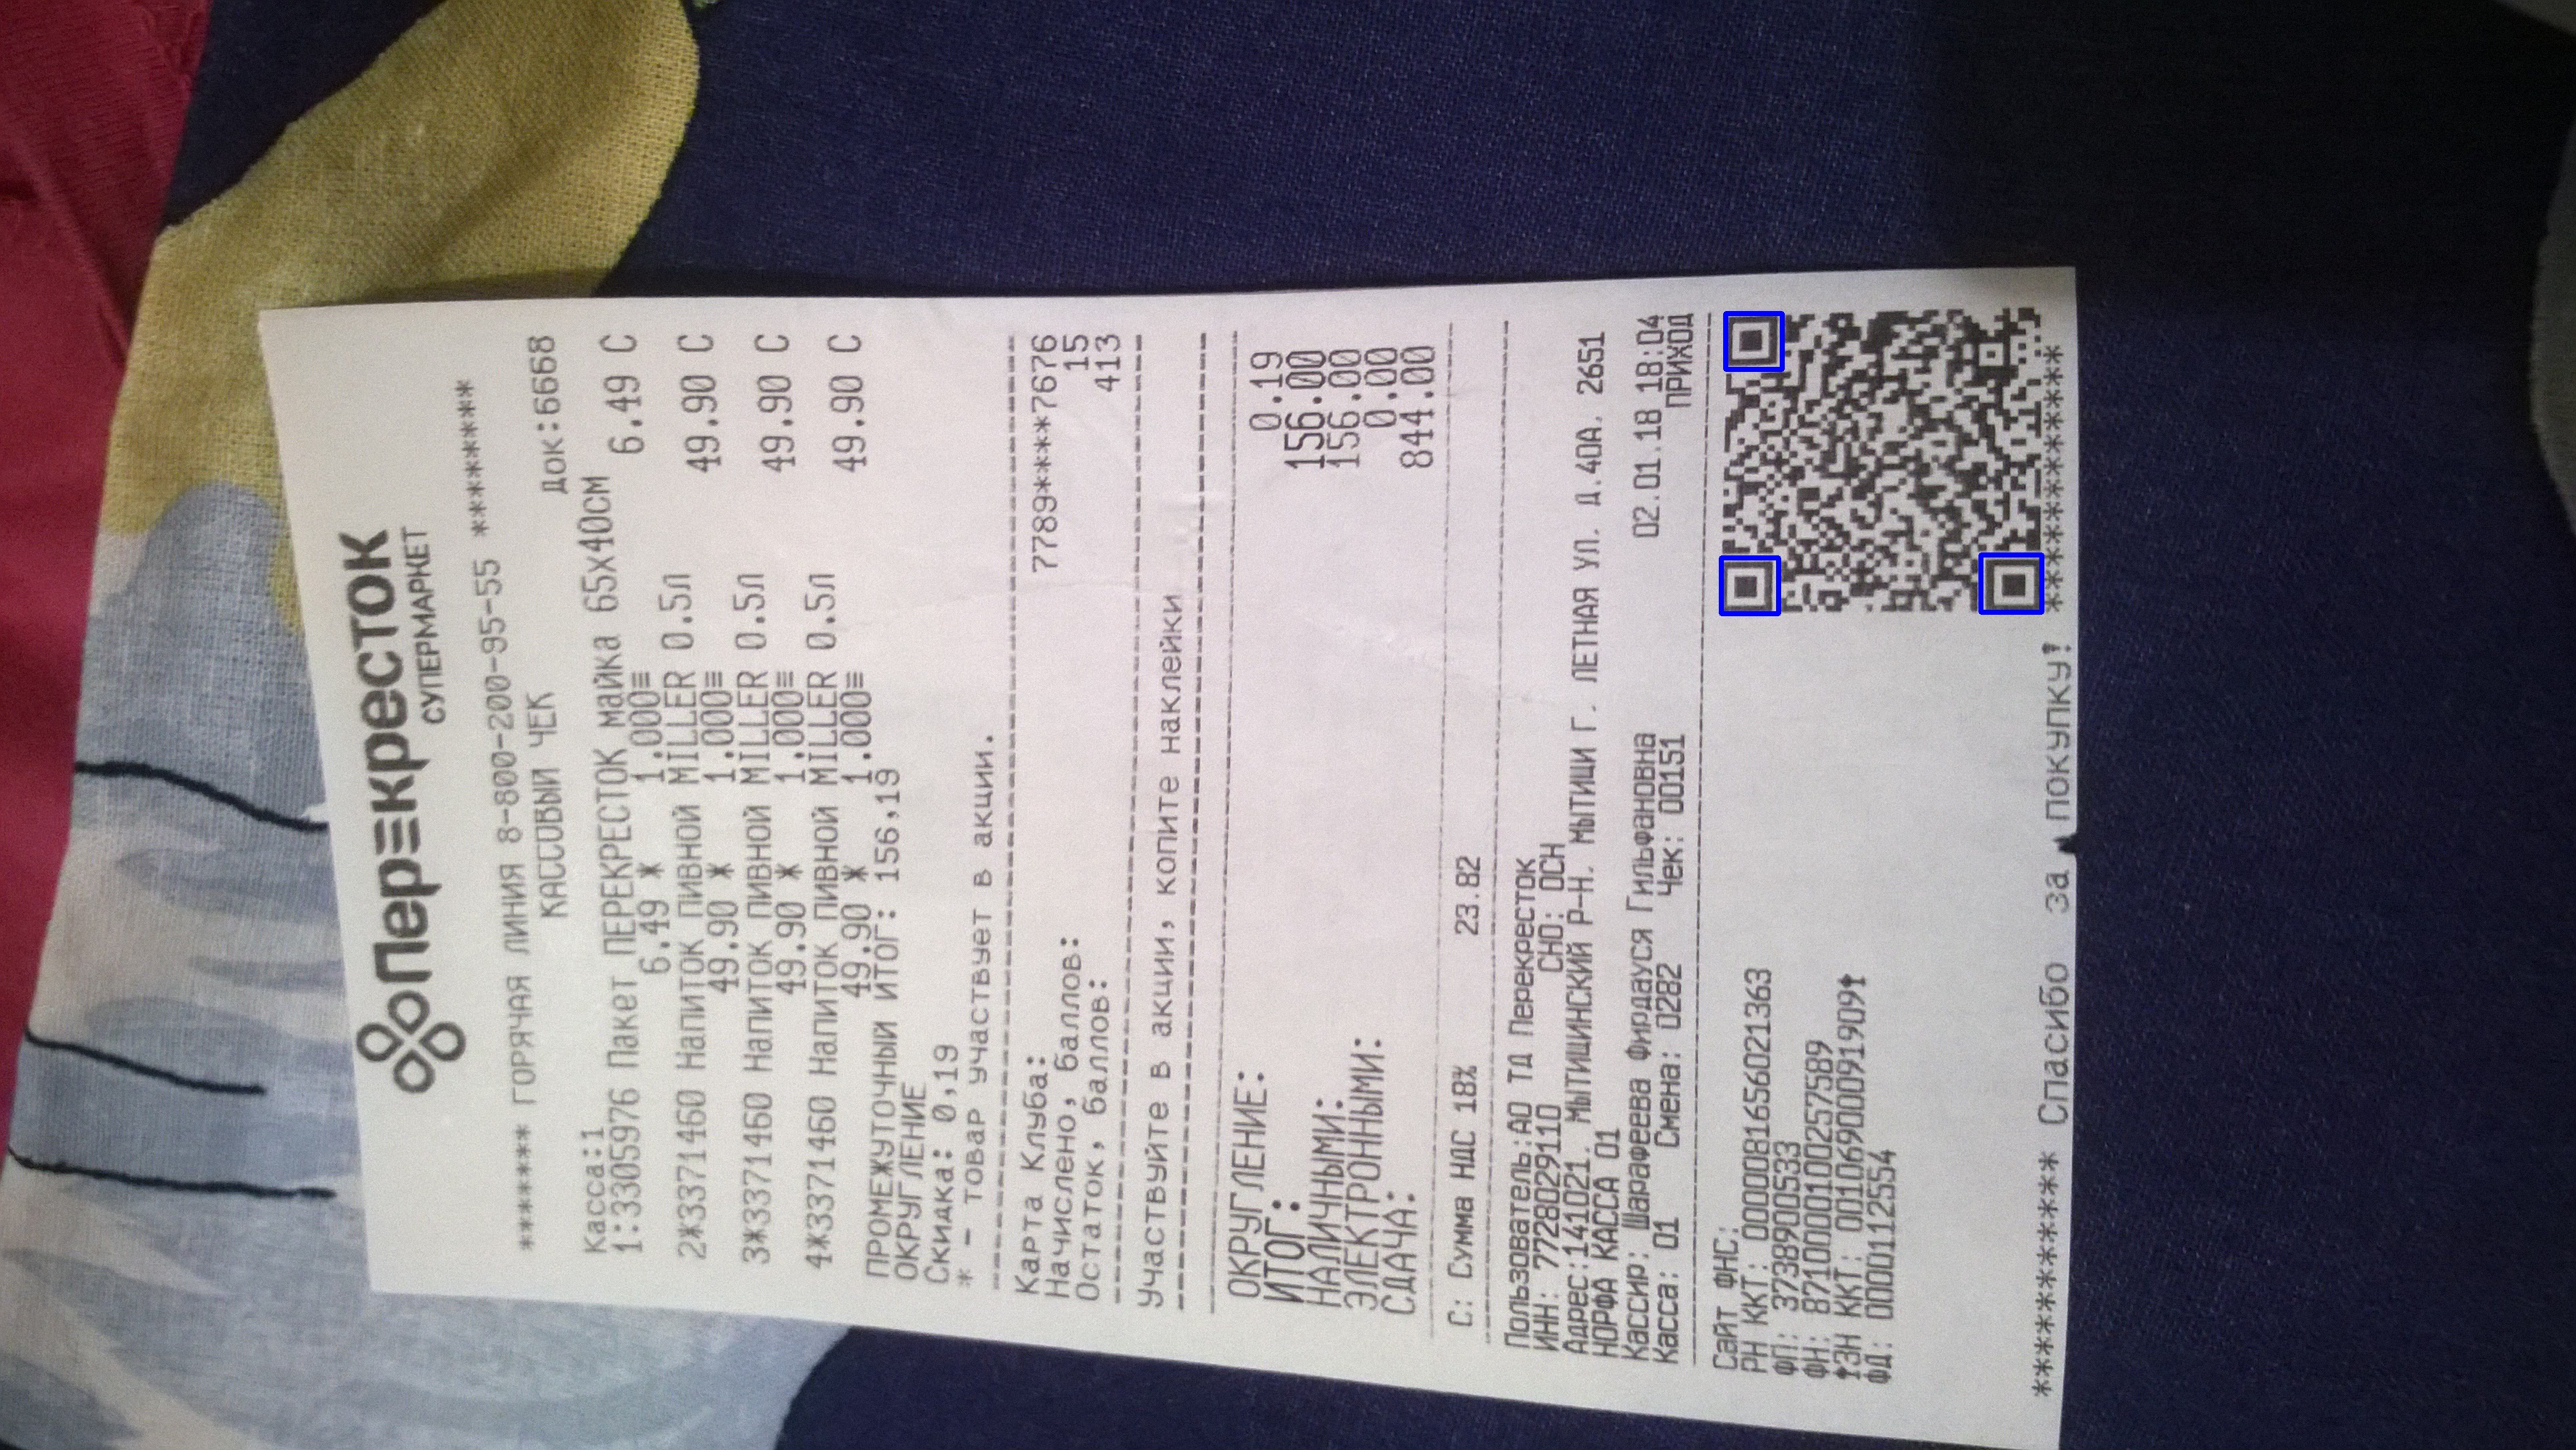 пер≡кресток
СУПЕРМАРКЕТ
****** ГОРЯЧАЯ ЛИНИЯ 8-800-200-95-55 *******
КАССОВЫЙ ЧЕК
Касса:1 док:6668
1:3305976 Пакет ПЕРЕКРЕСТОК майка 65х40см
6.49 * 1.000≡ 6.49 С
2*3371460 Напиток пивной MILLER 0.5л
49.90 * 1.000≡ 49.90 С
3*3371460 Напиток пивной MILLER 0.5л
49.90 * 1.000≡ 49.90 С
4*3371460 Напиток пивной MILLER 0.5л
49.90 * 1.000≡ 49.90 С
ПРОМЕЖУТОЧНЫЙ ИТОГ: 156,19
ОКРУГЛЕНИЕ
Скидка: 0,19
* - товар участвует в акции.
Карта Клуба: 7789****7676
Начислено, баллов: 15
Остаток, баллов: 413
Участвуйте в акции, копите наклейки
ОКРУГЛЕНИЕ: 0.19
ИТОГ: 156.00
НАЛИЧНЫМИ: 156.00
ЭЛЕКТРОННЫМИ: 0.00
СДАЧА: 844.00
С: Сумма НДС 18% 23.82
Пользователь:АО ТД Перекресток
ИНН: 7728029110 СНО: ОСН
Адрес:141021. МЫТИЩИНСКИЙ Р-Н. МЫТИЩИ Г. ЛЕТНАЯ УЛ. Д.40А. 2651
НОРФА КАССА 01
Кассир: Шарафеева Фирдауся Гильфановна
Касса: 01 Смена: 0282 Чек: 00151
02.01.18 18:04
ПРИХОД
Сайт ФНС:
РН ККТ: 0000081656021363
ФП: 3738900533
ФН: 8710000100257589
↑ЗН ККТ: 00106900091909↑
ФД: 0000112554
************* Спасибо за покупку! ****************